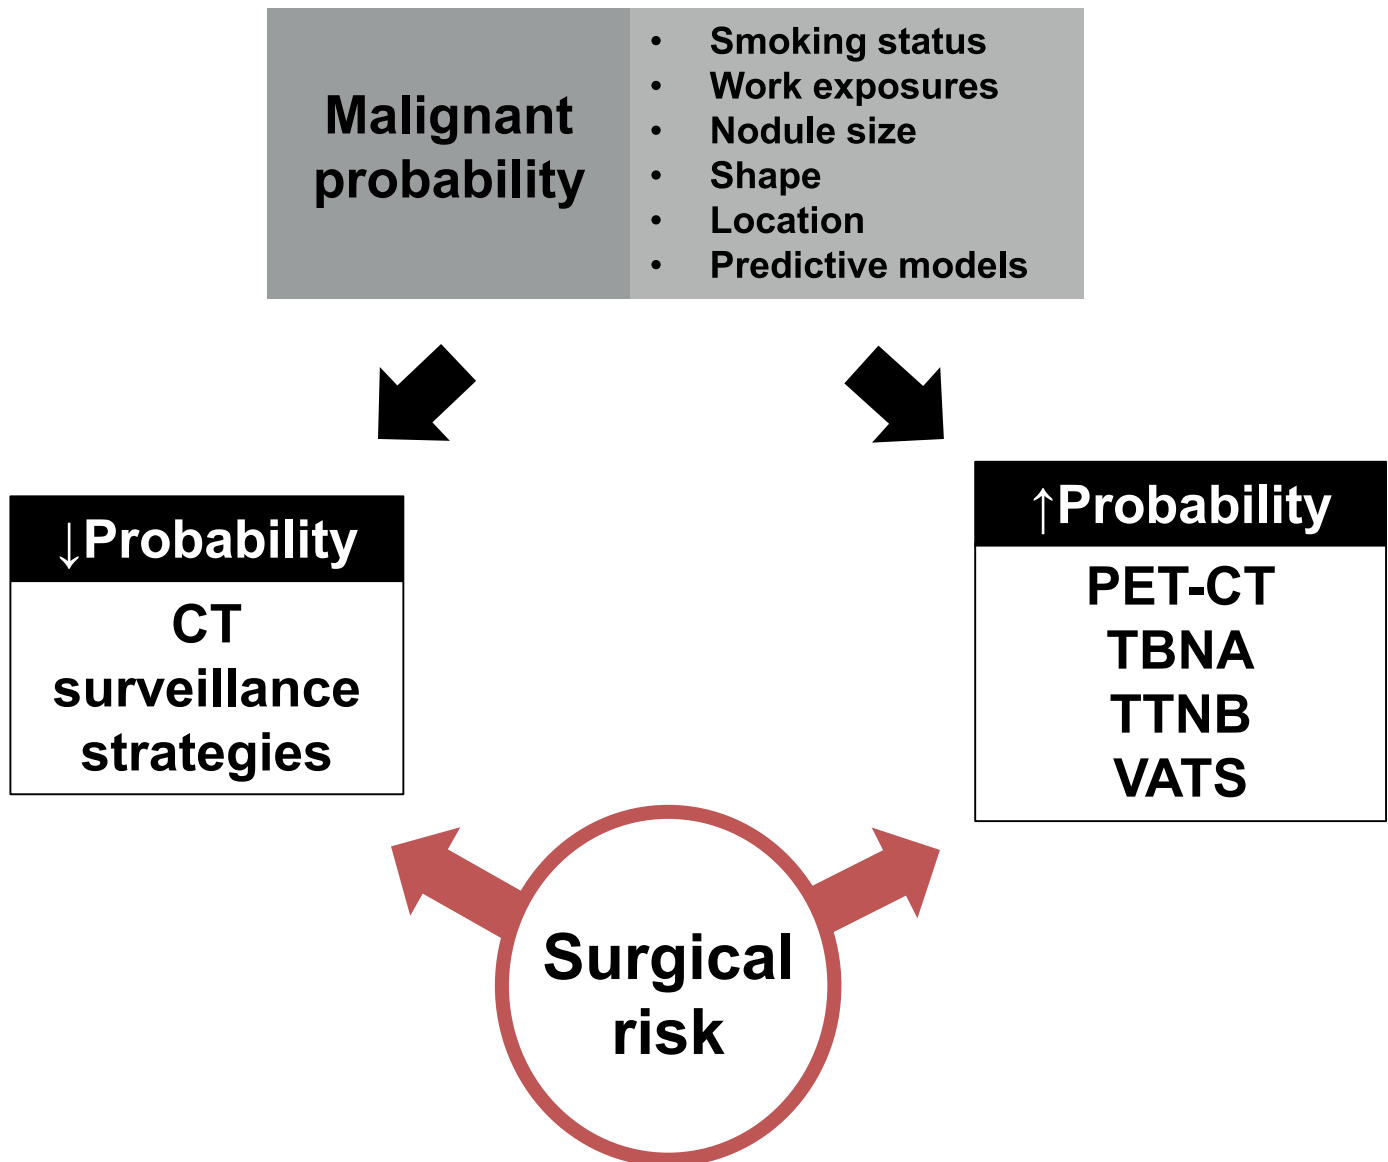 Malignant
probability
• Smoking status
• Work exposures
• Nodule size
• Shape
• Location
• Predictive models
↓Probability
CT
surveillance
strategies
↑Probability
PET-CT
TBNA
TTNB
VATS
Surgical
risk